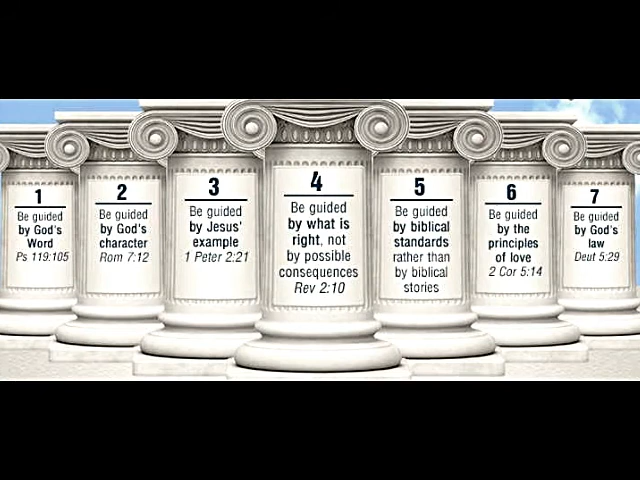 1
Be guided
by God's
Word
Ps 119:105
2
Be guided
by God's
character
Rom 7:12
3
Be guided
by Jesus'
example
1 Peter 2:21
4
Be guided
by what is
right, not
by possible
consequences
Rev 2:10
5
Be guided
by biblical
standards
rather than
by biblical
stories
6
Be guided
by the
principles
of love
2 Cor 5:14
7
Be guided
by God's
law
Deut 5:29